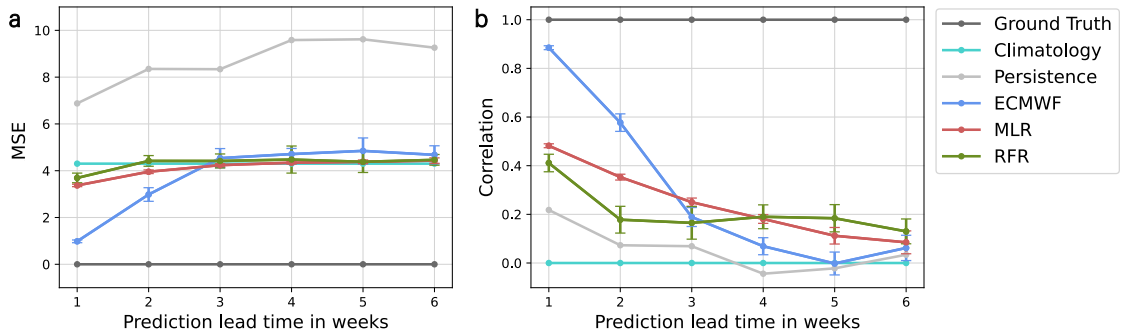 a
MSE
10
8
6
4
2
0
1 2 3 4 5 6
Prediction lead time in weeks
b
Correlation
1.0
0.8
0.6
0.4
0.2
0.0
1 2 3 4 5 6
Prediction lead time in weeks
Ground Truth
Climatology
Persistence
ECMWF
MLR
RFR